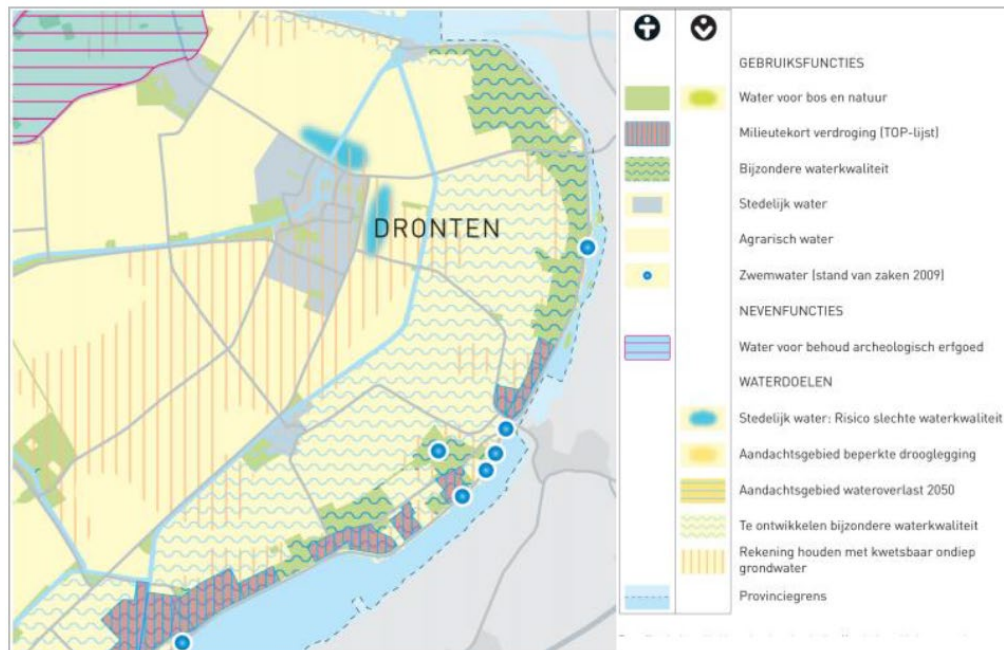 DRONTEN
GEBRUIKSFUNCTIES
Water voor bos en natuur
Milieutekort verdroging (TOP-lijst)
Bijzondere waterkwaliteit
Stedelijk water
Agrarisch water
Zwemwater (stand van zaken 2009)
NEVENFUNCTIES
Water voor behoud archeologisch erfgoed
WATERDOELEN
Stedelijk water: Risico slechte waterkwaliteit
Aandachtsgebied beperkte drooglegging
Aandachtsgebied wateroverlast 2050
Te ontwikkelen bijzondere waterkwaliteit
Rekening houden met kwetsbaar ondiep
grondwater
Provinciegrens